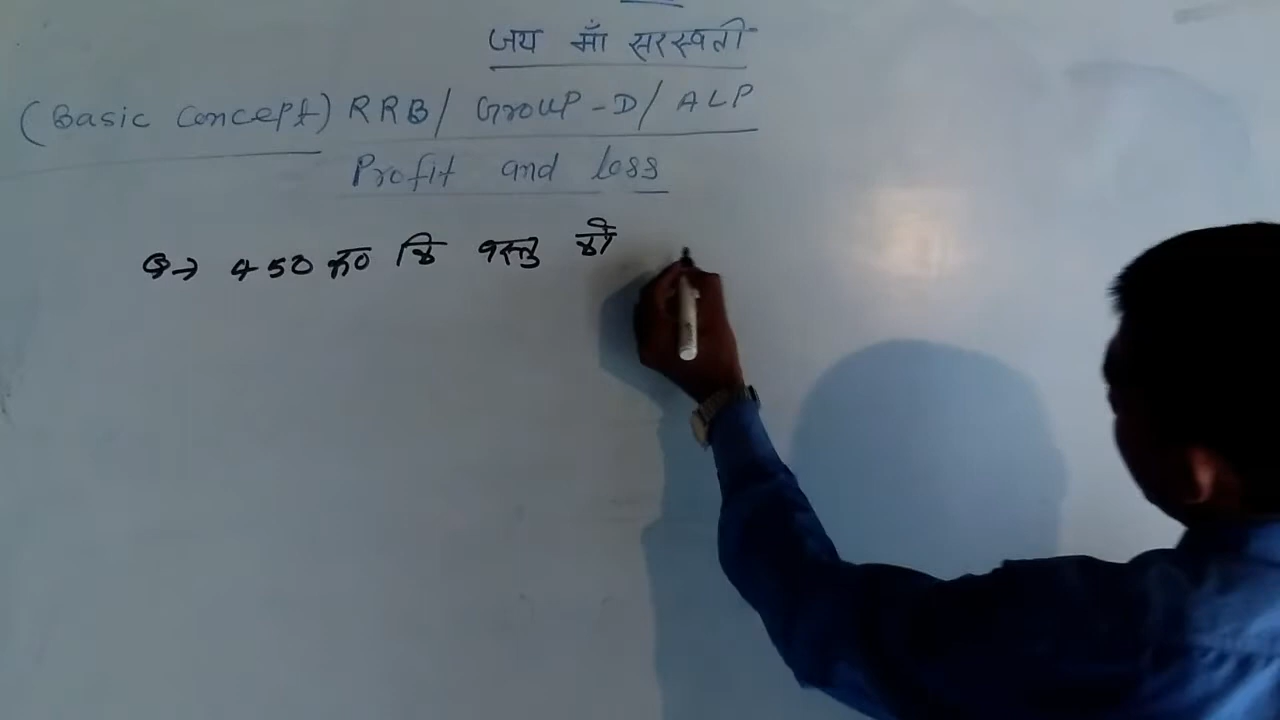 जय माँ सरस्वती
(Basic Concept) RRB/ Group-D/ ALP
Profit and loss
Q→ 450 रू० कि वस्तु को